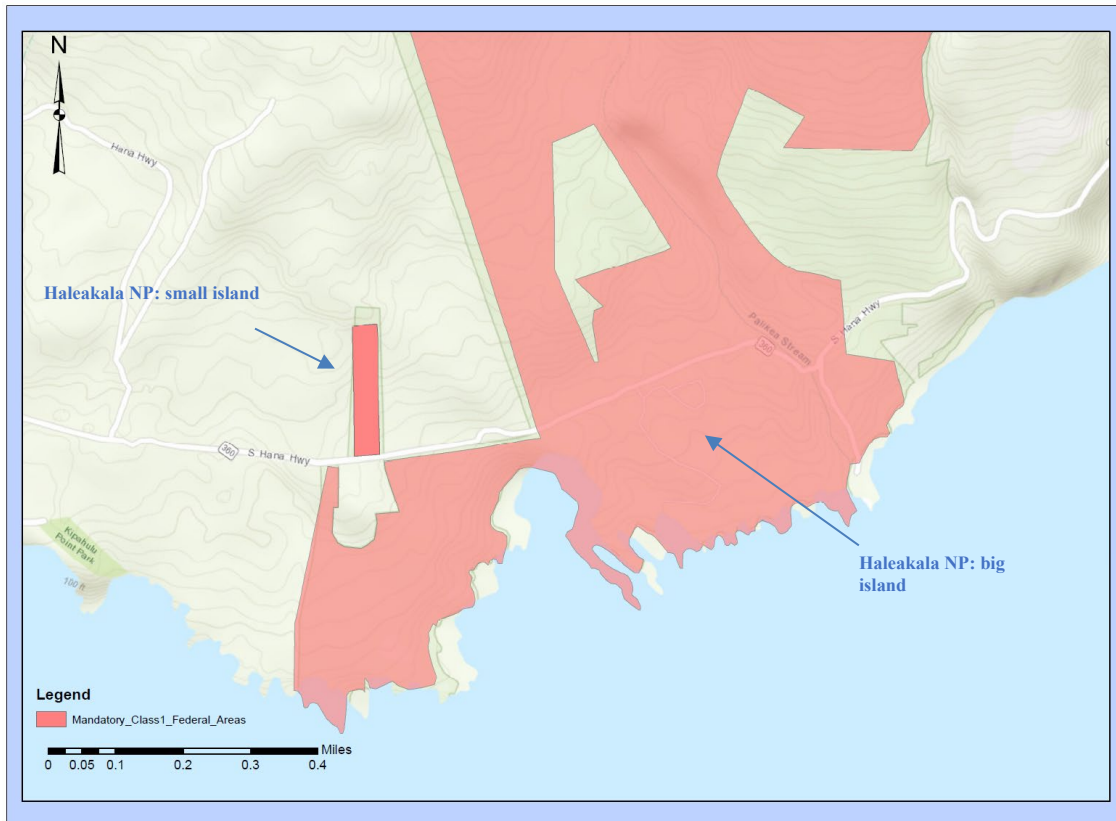 N
Hana Hwy
Haleakala NP: small island
Palikea Stream
360
S. Hana Hwy
360
S. Hana Hwy
Kipahulu
Point Park
100 ft
Haleakala NP: big
island
Legend
Mandatory_Class1_Federal_Areas
Miles
0 0.05 0.1 0.2 0.3 0.4